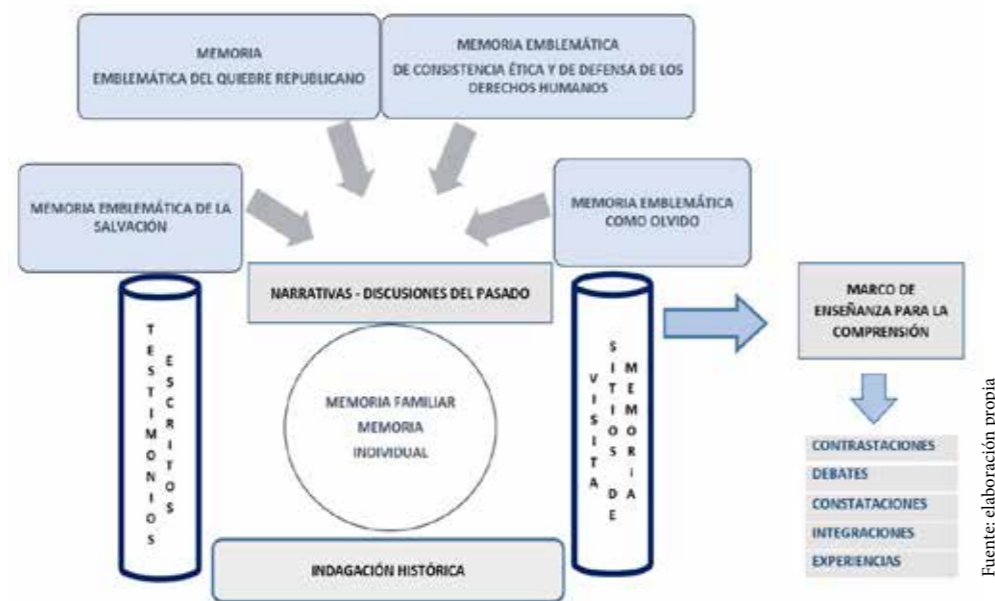 MEMORIA
EMBLEMÁTICA DEL QUIEBRE REPUBLICANO
MEMORIA EMBLEMÁTICA
DE CONSISTENCIA ÉTICA Y DE DEFENSA DE LOS
DERECHOS HUMANOS
MEMORIA EMBLEMÁTICA DE LA
SALVACIÓN
MEMORIA EMBLEMÁTICA
COMO OLVIDO
NARRATIVAS - DISCUSIONES DEL PASADO
TESTIMONIOS
ESCRITOS
MEMORIA FAMILIAR
MEMORIA
INDIVIDUAL
VISITA
SITIOS DE
MEMORiA
INDAGACIÓN HISTÓRICA
MARCO DE
ENSEÑANZA PARA LA
COMPRENSIÓN
CONTRASTACIONES
DEBATES
CONSTATACIONES
INTEGRACIONES
EXPERIENCIAS
Fuente: elaboración propia